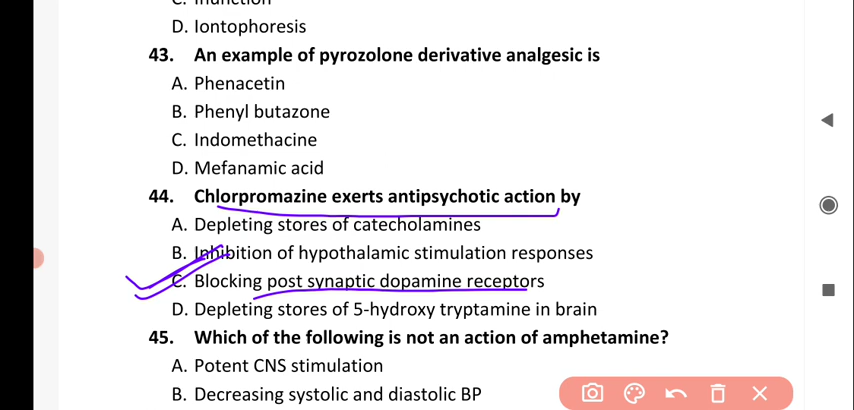 D. Iontophoresis
43. An example of pyrozolone derivative analgesic is
A. Phenacetin
B. Phenyl butazone
C. Indomethacine
D. Mefanamic acid
44. Chlorpromazine exerts antipsychotic action by
A. Depleting stores of catecholamines
B. Inhibition of hypothalamic stimulation responses
C. Blocking post synaptic dopamine receptors
D. Depleting stores of 5-hydroxy tryptamine in brain
45. Which of the following is not an action of amphetamine?
A. Potent CNS stimulation
B. Decreasing systolic and diastolic BP